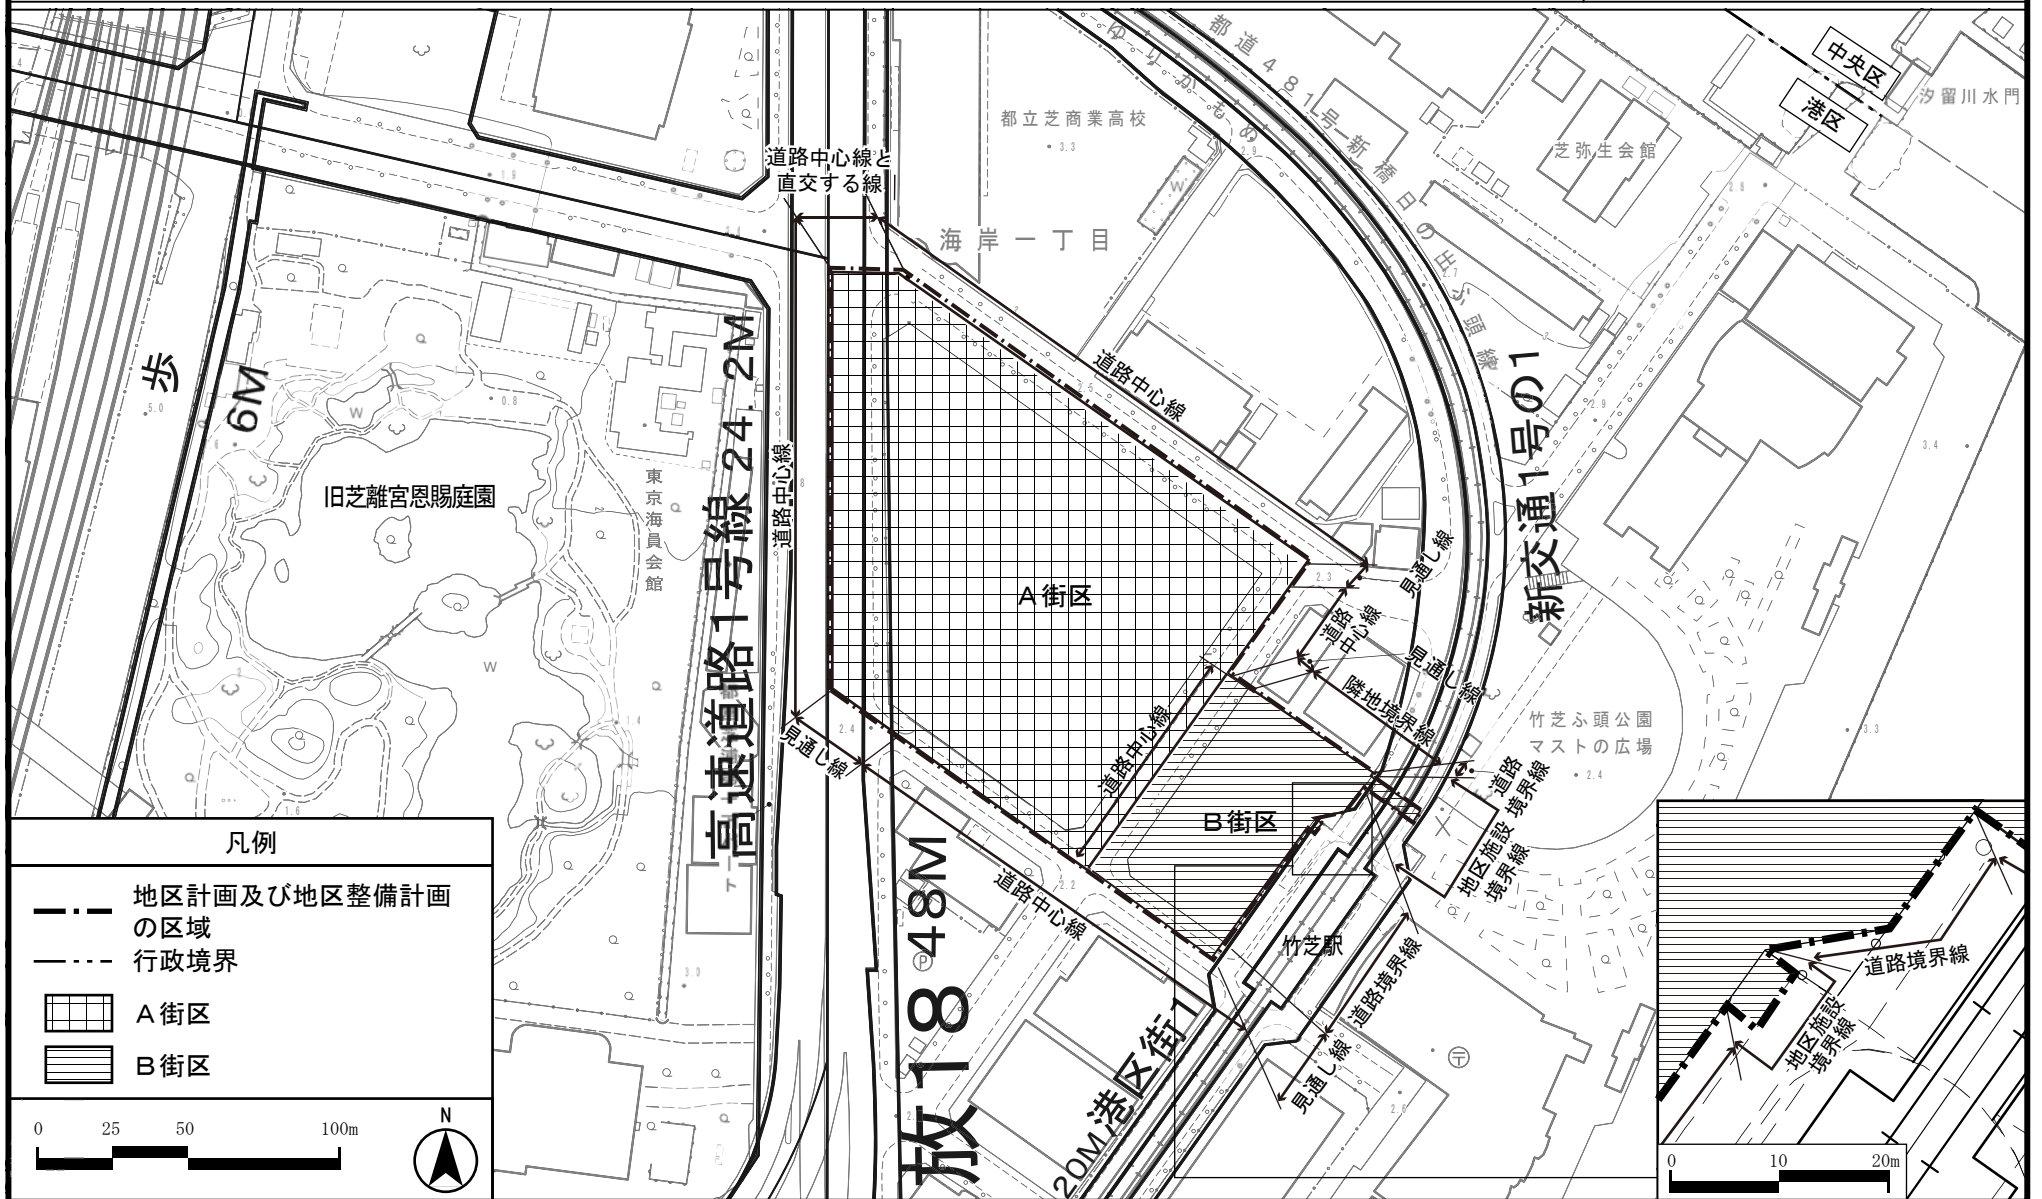 都道481号新橋日の出ふ頭線
ゆりかもめ
中央区
港区
汐留川水門
都立芝商業高校
3.3
芝弥生会館
道路中心線と
直交する線
海岸一丁目
歩
6M
高速道路1号線 24.2M
道路中心線
旧芝離宮恩賜庭園
東京海員会館
W
W
W
道路中心線
新交通1号の1
見通し線
A街区
道路
中心線
見通し線
隣地境界線
道路中心線
見通し線
B街区
道路
境界線
地区施設
境界線
竹芝ふ頭公園
マストの広場
2.4
道路中心線
竹芝駅
道路境界線
見通し線
放18 48M
港区街1
20M
P
〒
凡例
地区計画及び地区整備計画
の区域
行政境界
A街区
B街区
0 25 50 100m
N
道路境界線
地区施設
境界線
0 10 20m